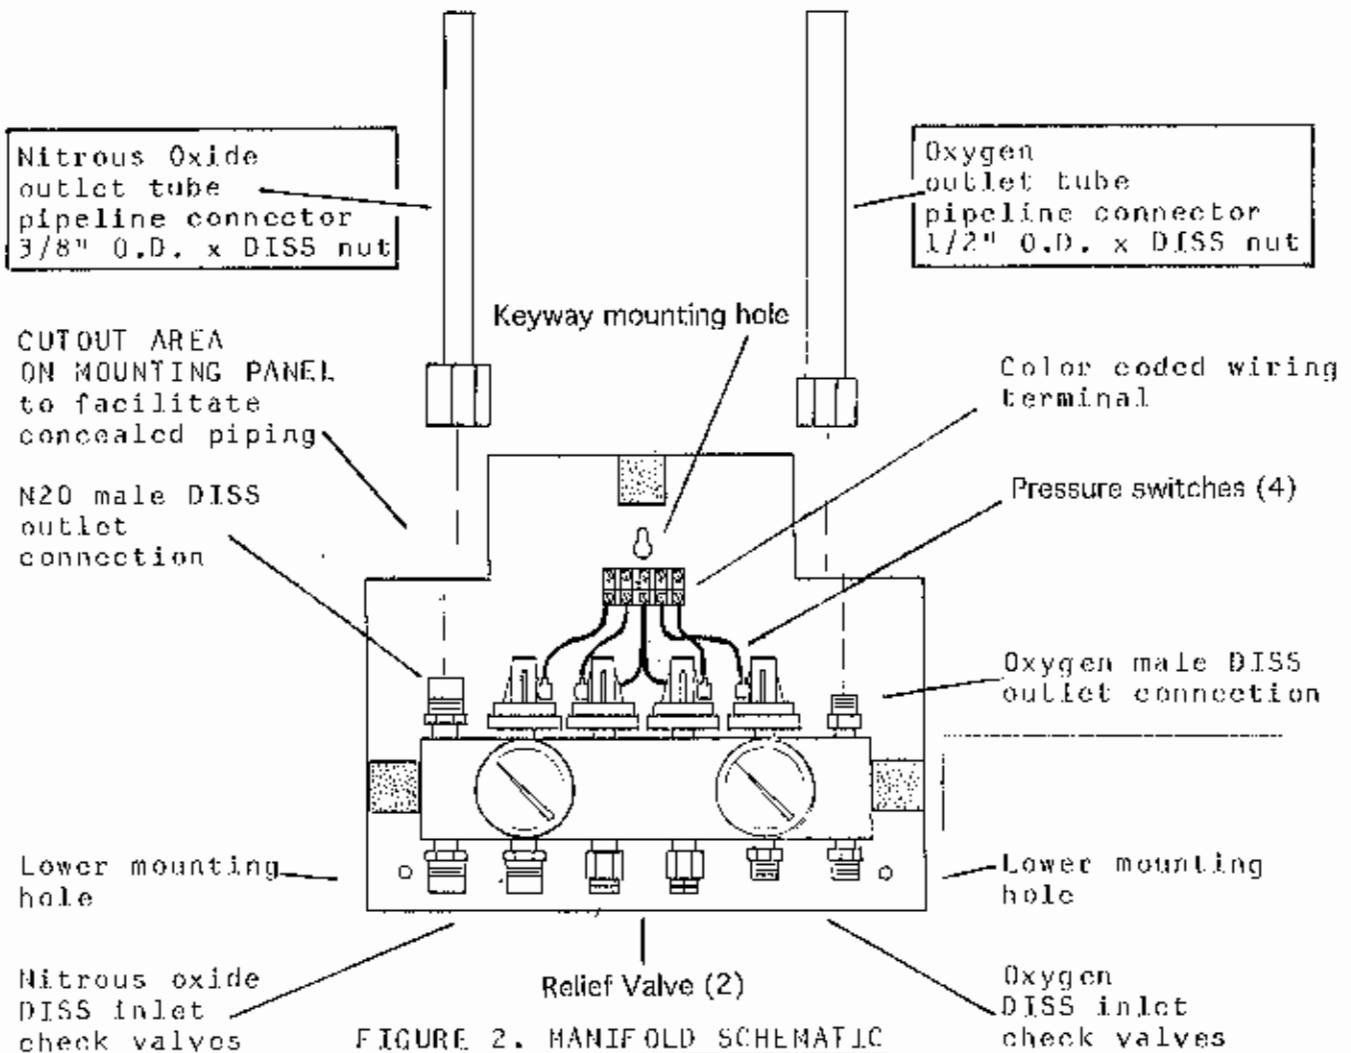 Nitrous Oxide
outlet tube
pipeline connector
3/8" O.D. x DISS nut
Oxygen
outlet tube
pipeline connector
1/2" O.D. x DISS nut
Keyway mounting hole
CUTOUT AREA
ON MOUNTING PANEL
to facilitate
concealed piping
Color coded wiring
terminal
N2O male DISS
outlet
connection
Pressure switches (4)
Oxygen male DISS
outlet connection
Lower mounting
hole
Lower mounting
hole
Nitrous oxide
DISS inlet
check valves
Relief Valve (2)
Oxygen
DISS inlet
check valves
FIGURE 2. MANIFOLD SCHEMATIC